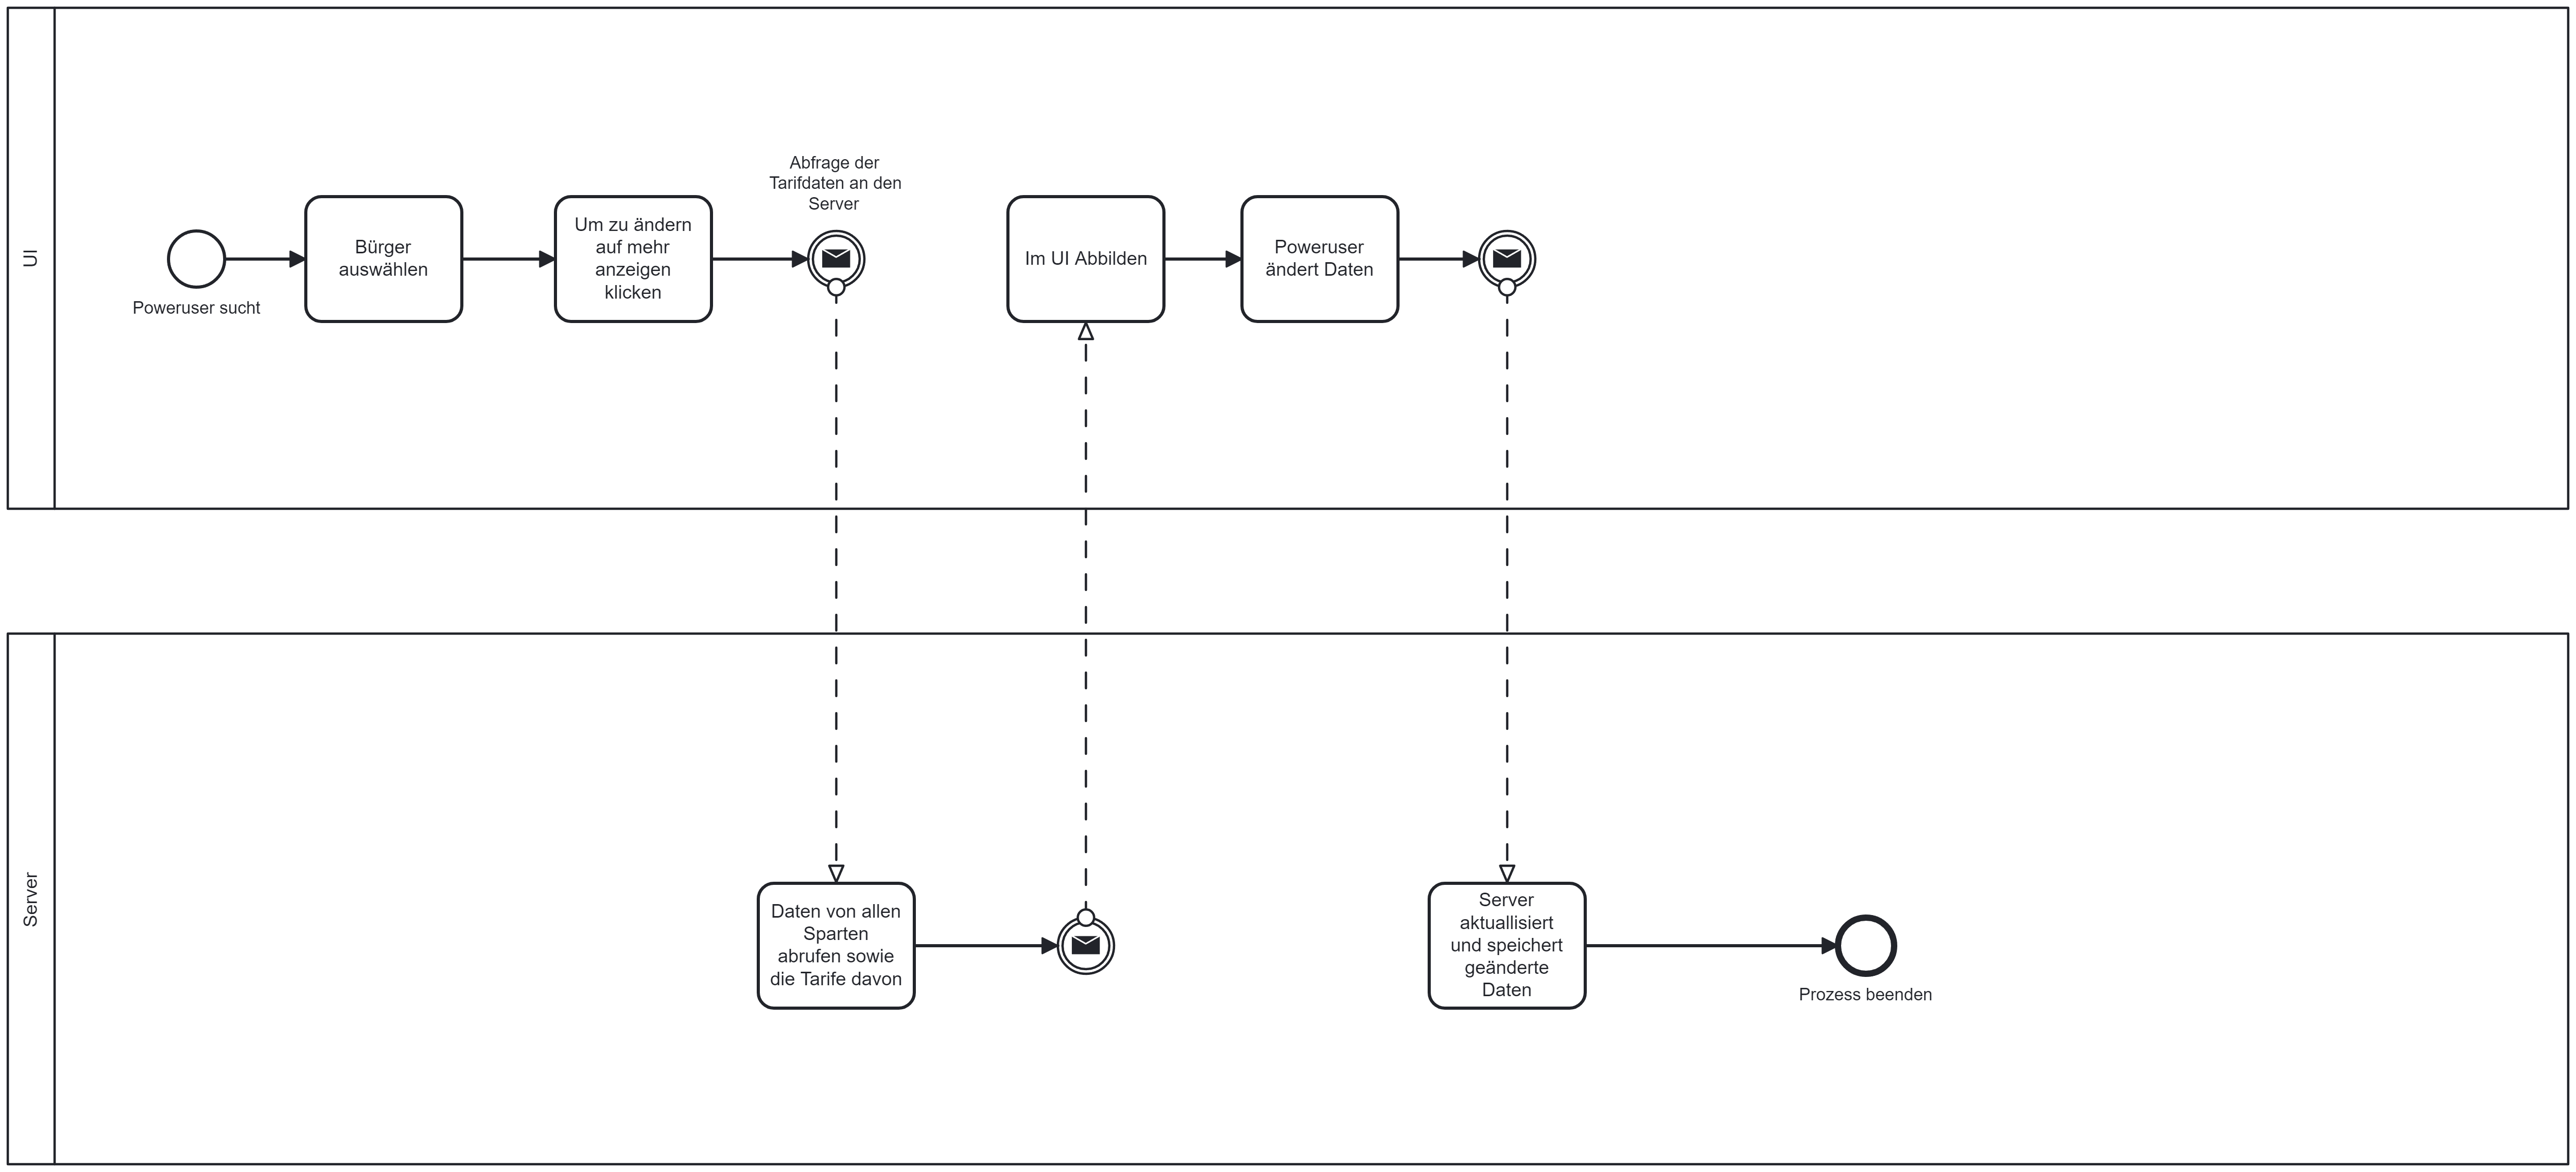 UI
Poweruser sucht
Bürger
auswählen
Um zu ändern
auf mehr
anzeigen
klicken
Abfrage der
Tarifdaten an den
Server
Im UI Abbilden
Poweruser
ändert Daten
Server
Daten von allen
Sparten
abrufen sowie
die Tarife davon
Server
aktuallisiert
und speichert
geänderte
Daten
Prozess beenden